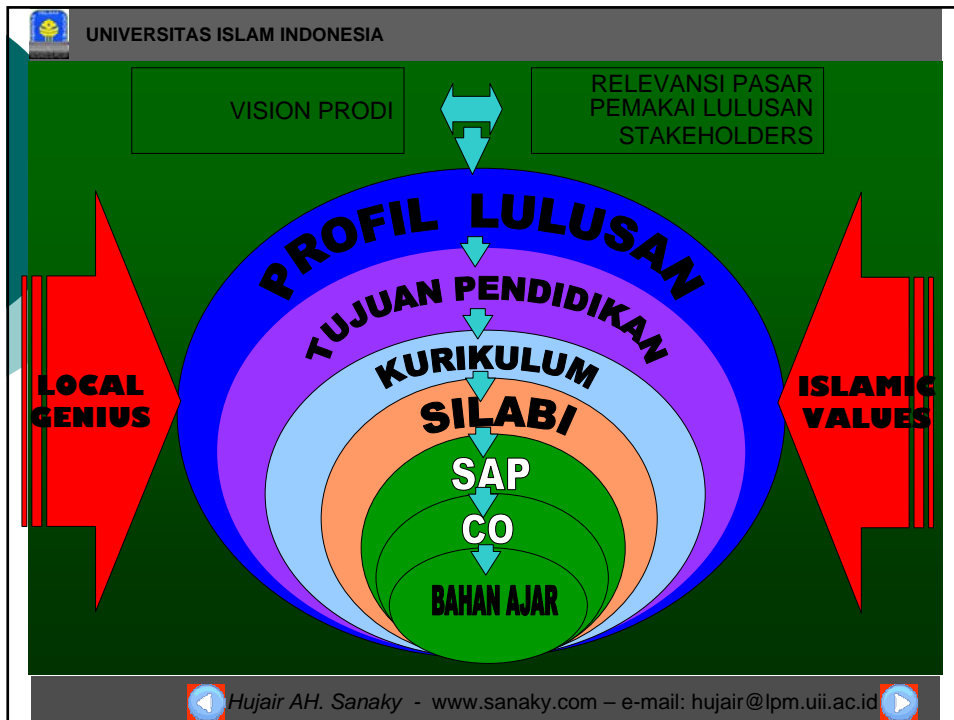 UNIVERSITAS ISLAM INDONESIA
VISION PRODI
RELEVANSI PASAR
PEMAKAI LULUSAN
STAKEHOLDERS
PROFIL LULUSAN
TUJUAN PENDIDIKAN
KURIKULUM
SILABI
SAP
CO
BAHAN AJAR
LOCAL
GENIUS
ISLAMIC
VALUES
Hujair AH. Sanaky - www.sanaky.com – e-mail: hujair@lpm.uii.ac.id